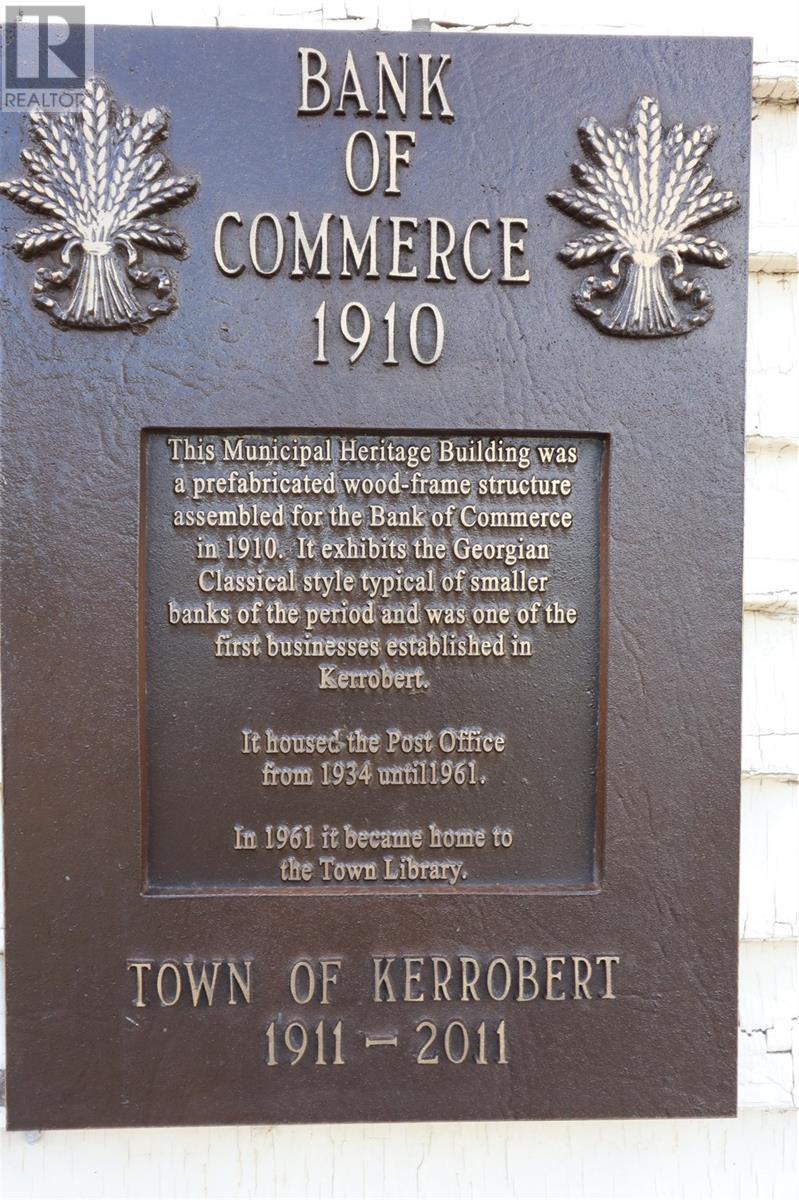 R
REALTOR®
BANK
OF
COMMERCE
1910
This Municipal Heritage Building was
a prefabricated wood-frame structure
assembled for the Bank of Commerce
in 1910. It exhibits the Georgian
Classical style typical of smaller
banks of the period and was one of the
first businesses established in
Kerrobert.
It housed the Post Office
from 1934 until1961.
In 1961 it became home to
the Town Library.
TOWN OF KERROBERT
1911 – 2011